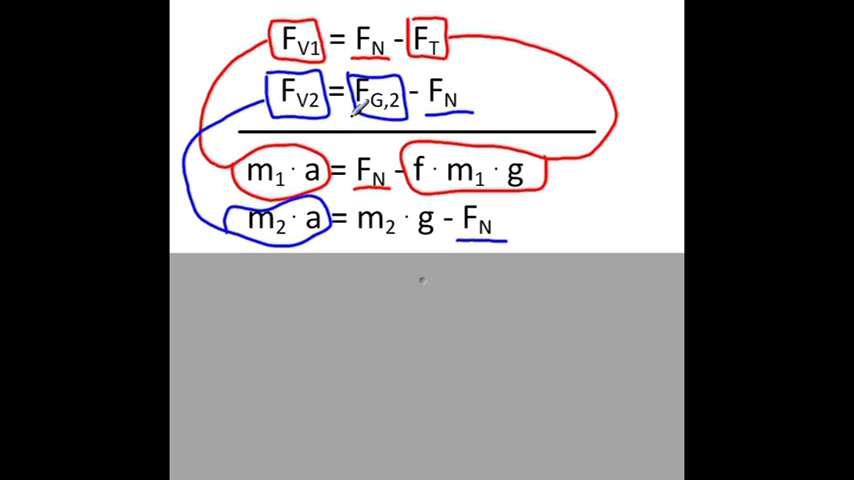 F_V1 = F_N - F_T
F_V2 = F_G,2 - F_N
m_1 · a = F_N - f · m_1 · g
m_2 · a = m_2 · g - F_N